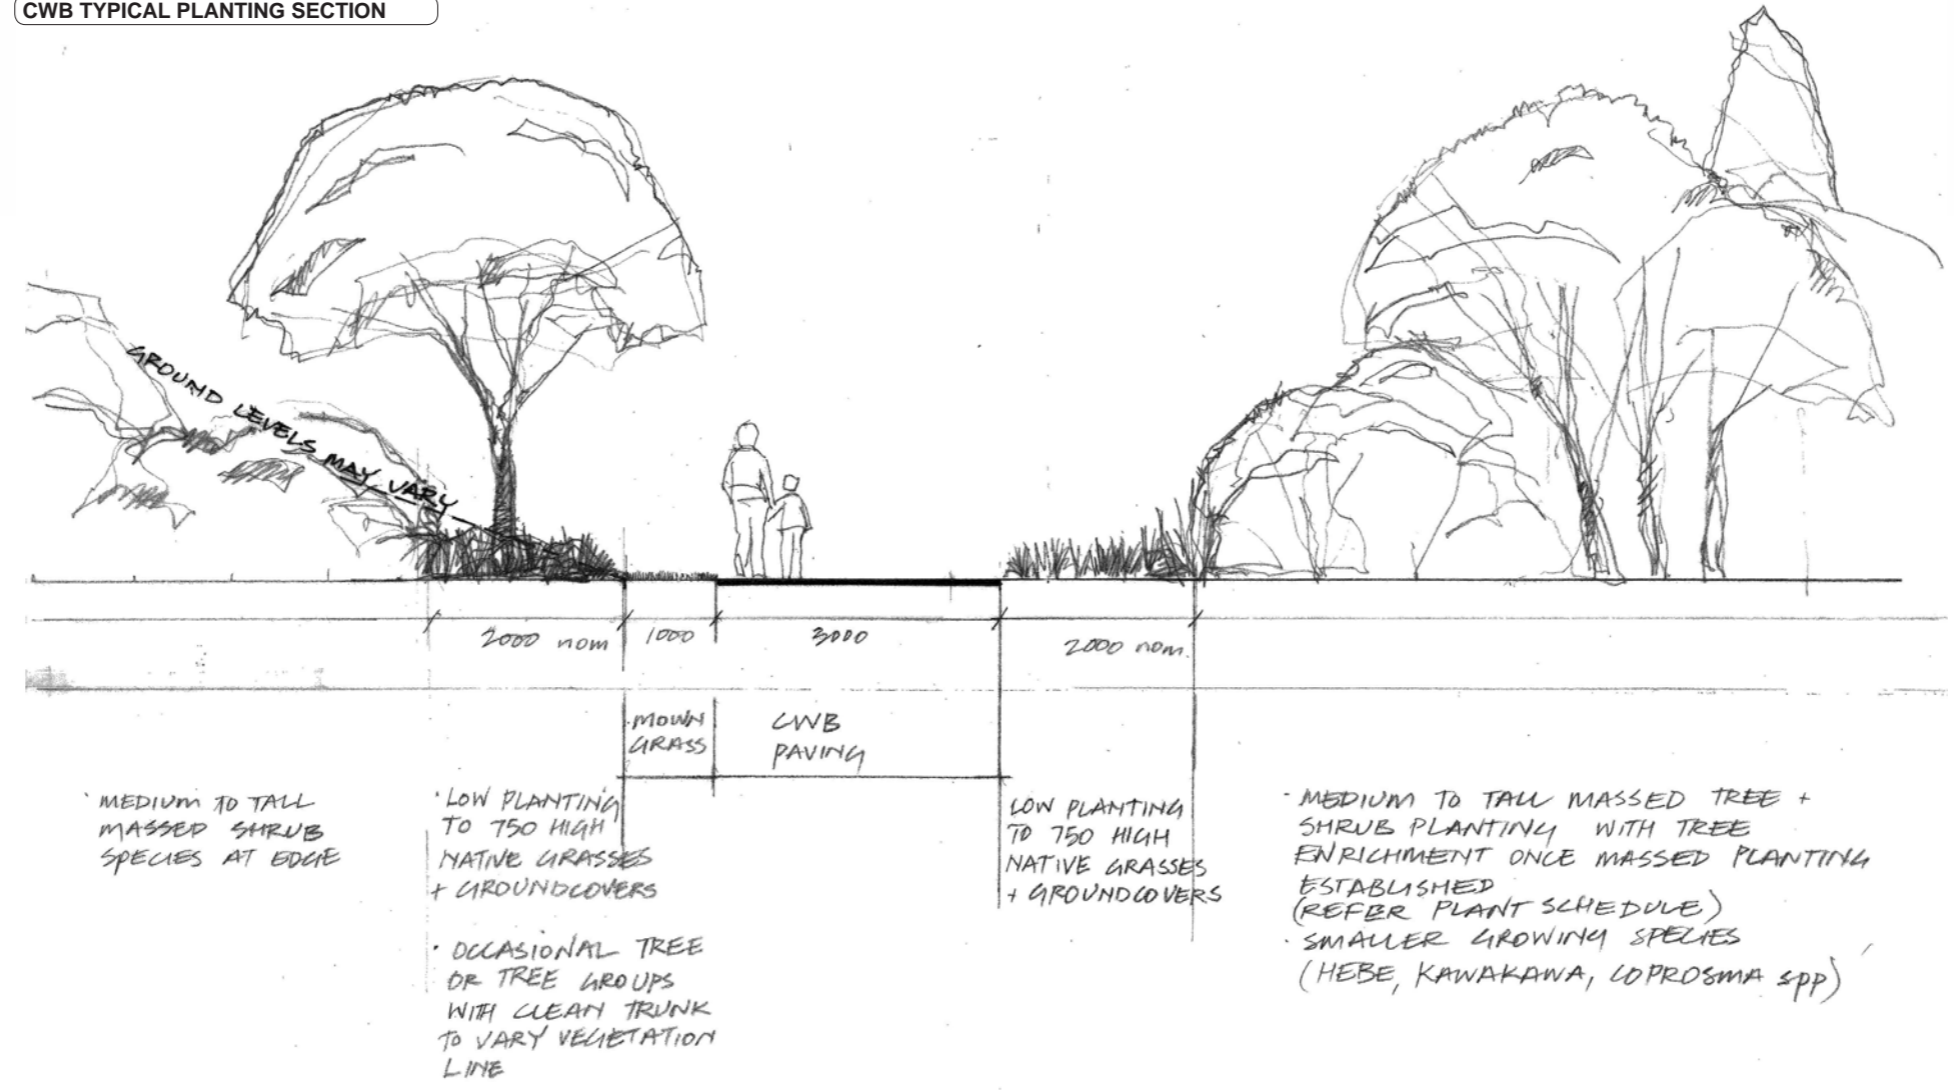 CWB TYPICAL PLANTING SECTION
GROUND LEVELS MAY VARY
2000 nom
1000
3000
2000 nom.
MOWN
GRASS
CWB
PAVING
· MEDIUM TO TALL
MASSED SHRUB
SPECIES AT EDGE
· LOW PLANTING
TO 750 HIGH
NATIVE GRASSES
+ GROUNDCOVERS
· OCCASIONAL TREE
OR TREE GROUPS
WITH CLEAN TRUNK
TO VARY VEGETATION
LINE
LOW PLANTING
TO 750 HIGH
NATIVE GRASSES
+ GROUNDCOVERS
· MEDIUM TO TALL MASSED TREE +
SHRUB PLANTING WITH TREE
ENRICHMENT ONCE MASSED PLANTING
ESTABLISHED
(REFER PLANT SCHEDULE)
· SMALLER GROWING SPECIES
(HEBE, KAWAKAWA, COPROSMA spp)